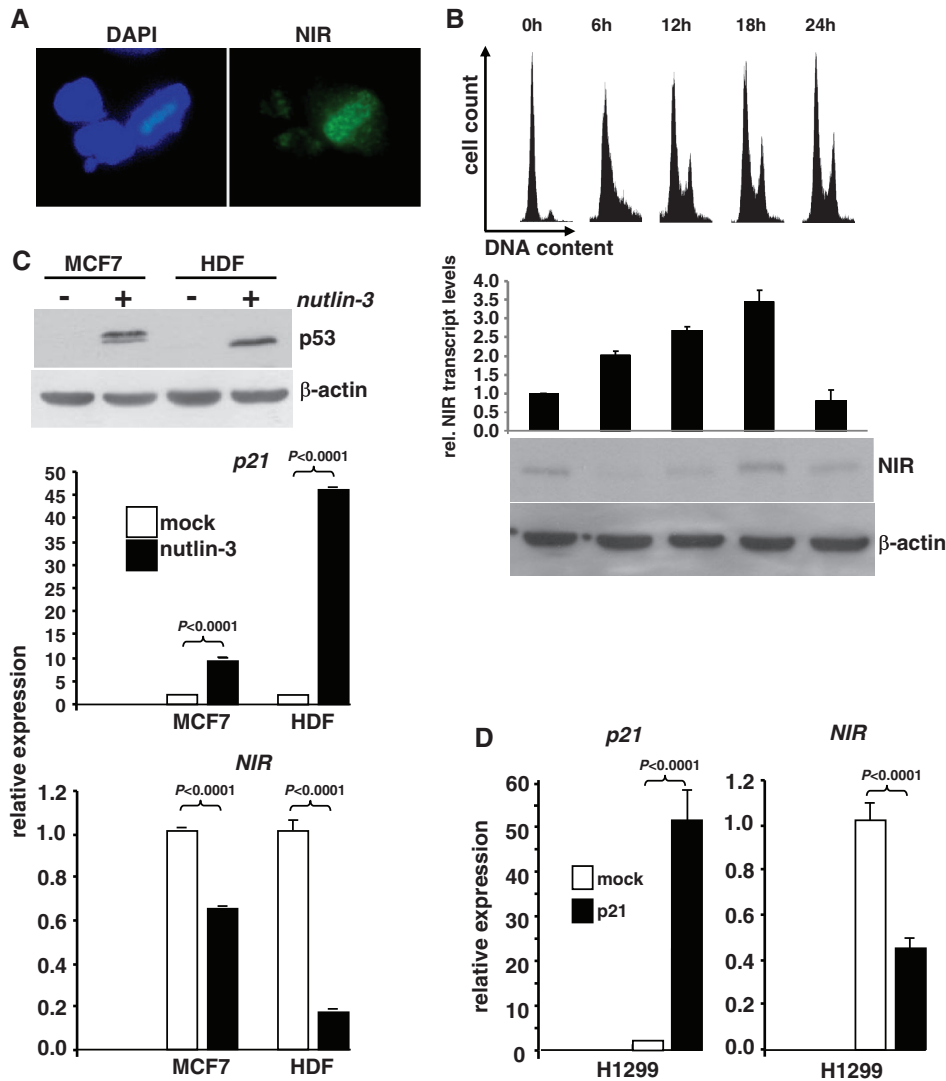 A
DAPI NIR
B
0h 6h 12h 18h 24h
cell count
DNA content
rel. NIR transcript levels
4.0
3.5
3.0
2.5
2.0
1.5
1.0
0.5
0.0
NIR
β-actin
C
MCF7 HDF
- + - + nutlin-3
p53
β-actin
relative expression
p21
50
45
40
35
30
25
20
15
10
5
0
mock
nutlin-3
P<0.0001
P<0.0001
MCF7 HDF
NIR
1.2
1.0
0.8
0.6
0.4
0.2
0.0
P<0.0001 P<0.0001
MCF7 HDF
D
p21
relative expression
60
50
40
30
20
10
0
P<0.0001
mock
p21
H1299
NIR
1.2
1.0
0.8
0.6
0.4
0.2
0.0
P<0.0001
H1299